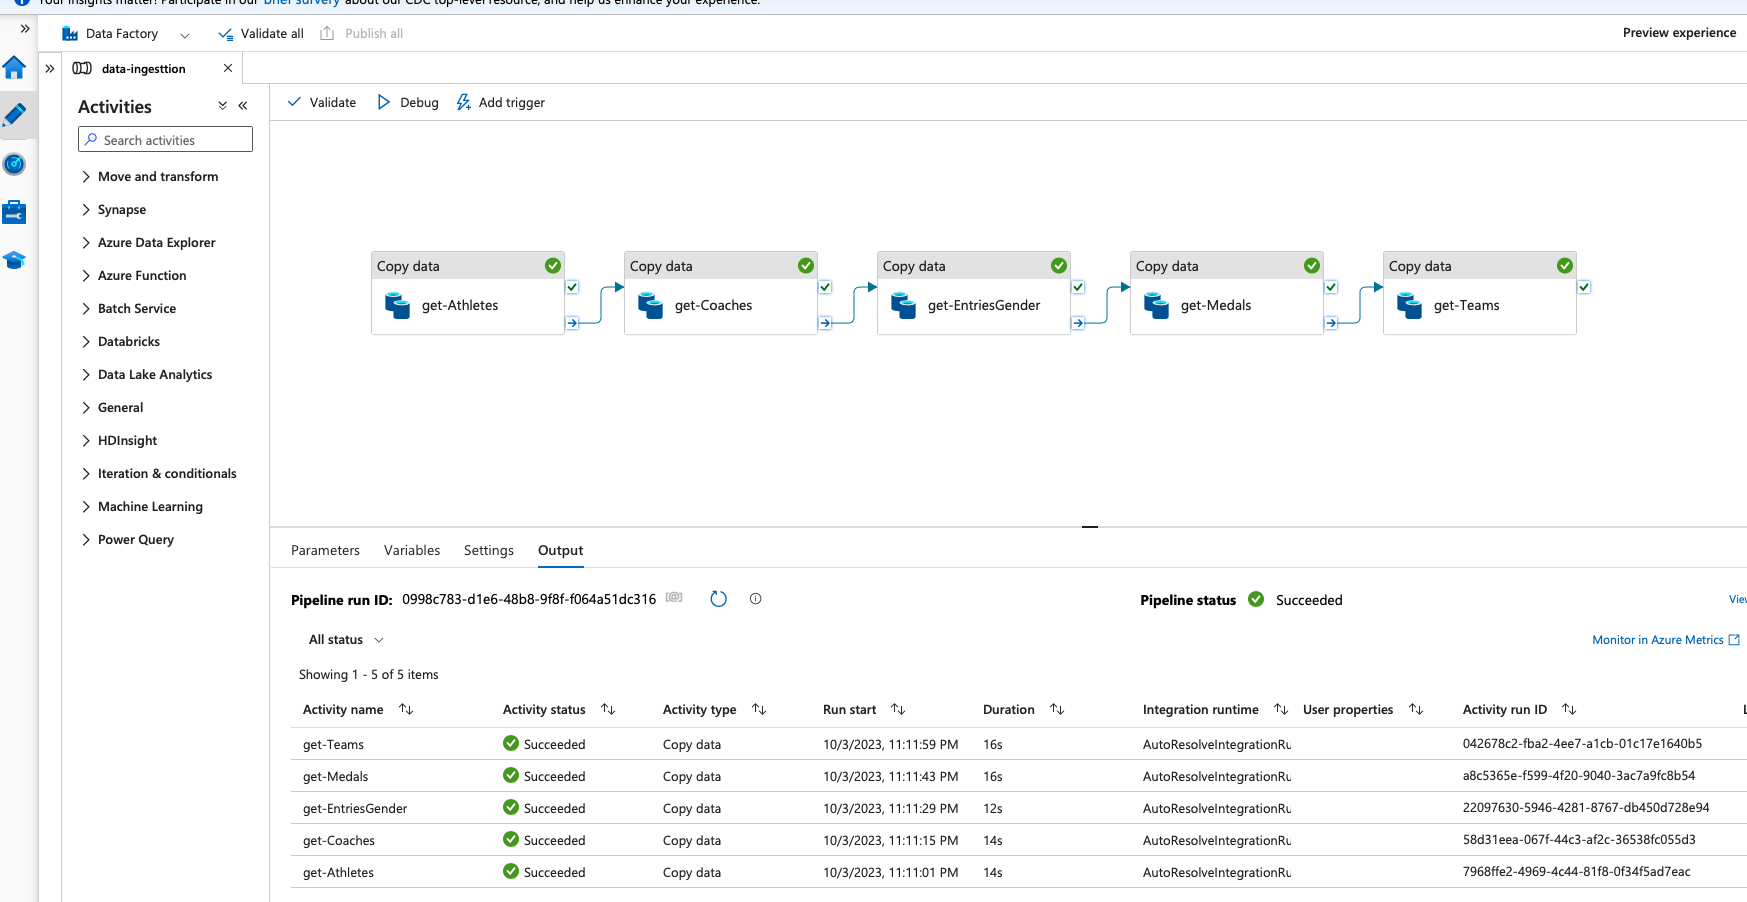 Your insights matter! Participate in our brief survey about our CDC top-level resource, and help us enhance your experience.
Data Factory
Validate all
Publish all
Preview experience
data-ingesttion
Activities
Search activities
Move and transform
Synapse
Azure Data Explorer
Azure Function
Batch Service
Databricks
Data Lake Analytics
General
HDInsight
Iteration & conditionals
Machine Learning
Power Query
Validate
Debug
Add trigger
Copy data
get-Athletes
Copy data
get-Coaches
Copy data
get-EntriesGender
Copy data
get-Medals
Copy data
get-Teams
Parameters Variables Settings Output
Pipeline run ID: 0998c783-d1e6-48b8-9f8f-f064a51dc316
Pipeline status Succeeded
View
All status
Monitor in Azure Metrics
Showing 1 - 5 of 5 items
Activity name Activity status Activity type Run start Duration Integration runtime User properties Activity run ID L
get-Teams Succeeded Copy data 10/3/2023, 11:11:59 PM 16s AutoResolveIntegrationRu 042678c2-fba2-4ee7-a1cb-01c17e1640b5
get-Medals Succeeded Copy data 10/3/2023, 11:11:43 PM 16s AutoResolveIntegrationRu a8c5365e-f599-4f20-9040-3ac7a9fc8b54
get-EntriesGender Succeeded Copy data 10/3/2023, 11:11:29 PM 12s AutoResolveIntegrationRu 22097630-5946-4281-8767-db450d728e94
get-Coaches Succeeded Copy data 10/3/2023, 11:11:15 PM 14s AutoResolveIntegrationRu 58d31eea-067f-44c3-af2c-36538fc055d3
get-Athletes Succeeded Copy data 10/3/2023, 11:11:01 PM 14s AutoResolveIntegrationRu 7968ffe2-4969-4c44-81f8-0f34f5ad7eac